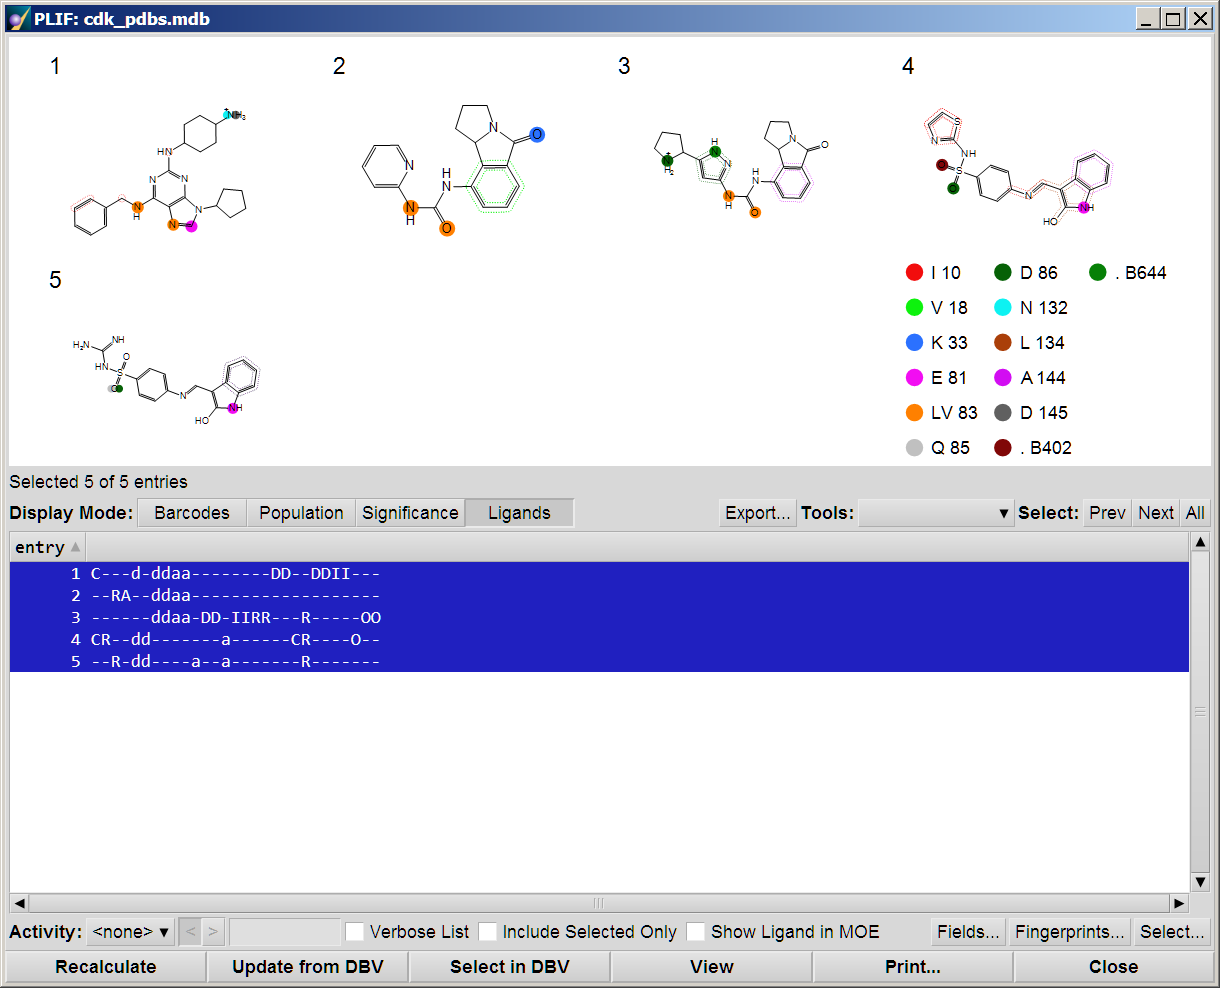 PLIF: cdk_pdbs.mdb
1 2 3 4
NH₃
+
HN
N
N
N
N
N
H
N
N
O
N
H
N
N
H
O
N
H
N
H₂
+
H
N
N
N
H
H
N
O
N
O
S
N
NH
O
S
O
N
HO
NH
5
H₂N
NH
HN
O
S
O
N
HO
NH
I 10 D 86 . B644
V 18 N 132
K 33 L 134
E 81 A 144
LV 83 D 145
Q 85 . B402
Selected 5 of 5 entries
Display Mode: Barcodes Population Significance Ligands Export... Tools: Select: Prev Next All
entry
1 C---d-ddaa--------DD--DDII---
2 --RA--ddaa-------------------
3 ------ddaa-DD-IIRR---R-----OO
4 CR--dd-------a------CR----O--
5 --R-dd----a--a-------R-------
Activity: <none> < > Verbose List Include Selected Only Show Ligand in MOE Fields... Fingerprints... Select...
Recalculate Update from DBV Select in DBV View Print... Close